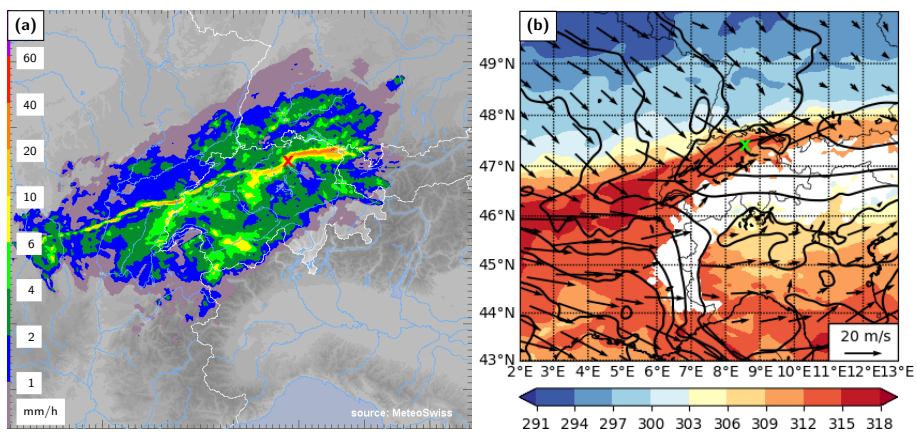 (a)
60
40
20
10
6
4
2
1
mm/h
source: MeteoSwiss
(b)
49°N
48°N
47°N
46°N
45°N
44°N
43°N
2°E 3°E 4°E 5°E 6°E 7°E 8°E 9°E 10°E 11°E 12°E 13°E
20 m/s
291 294 297 300 303 306 309 312 315 318